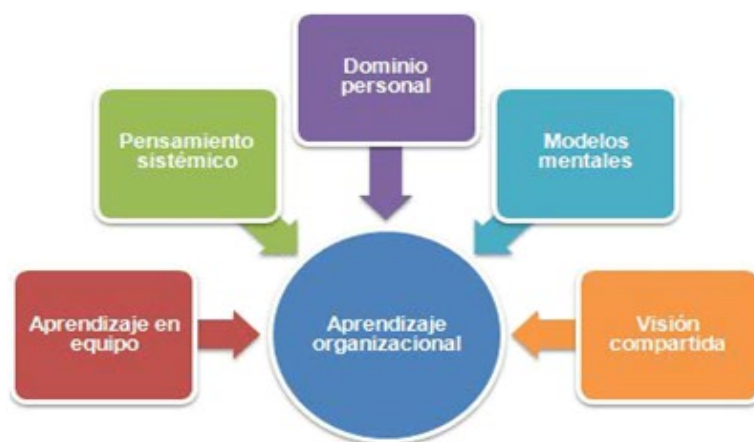 Dominio
personal
Pensamiento
sistémico
Modelos
mentales
Aprendizaje en
equipo
Aprendizaje
organizacional
Visión
compartida